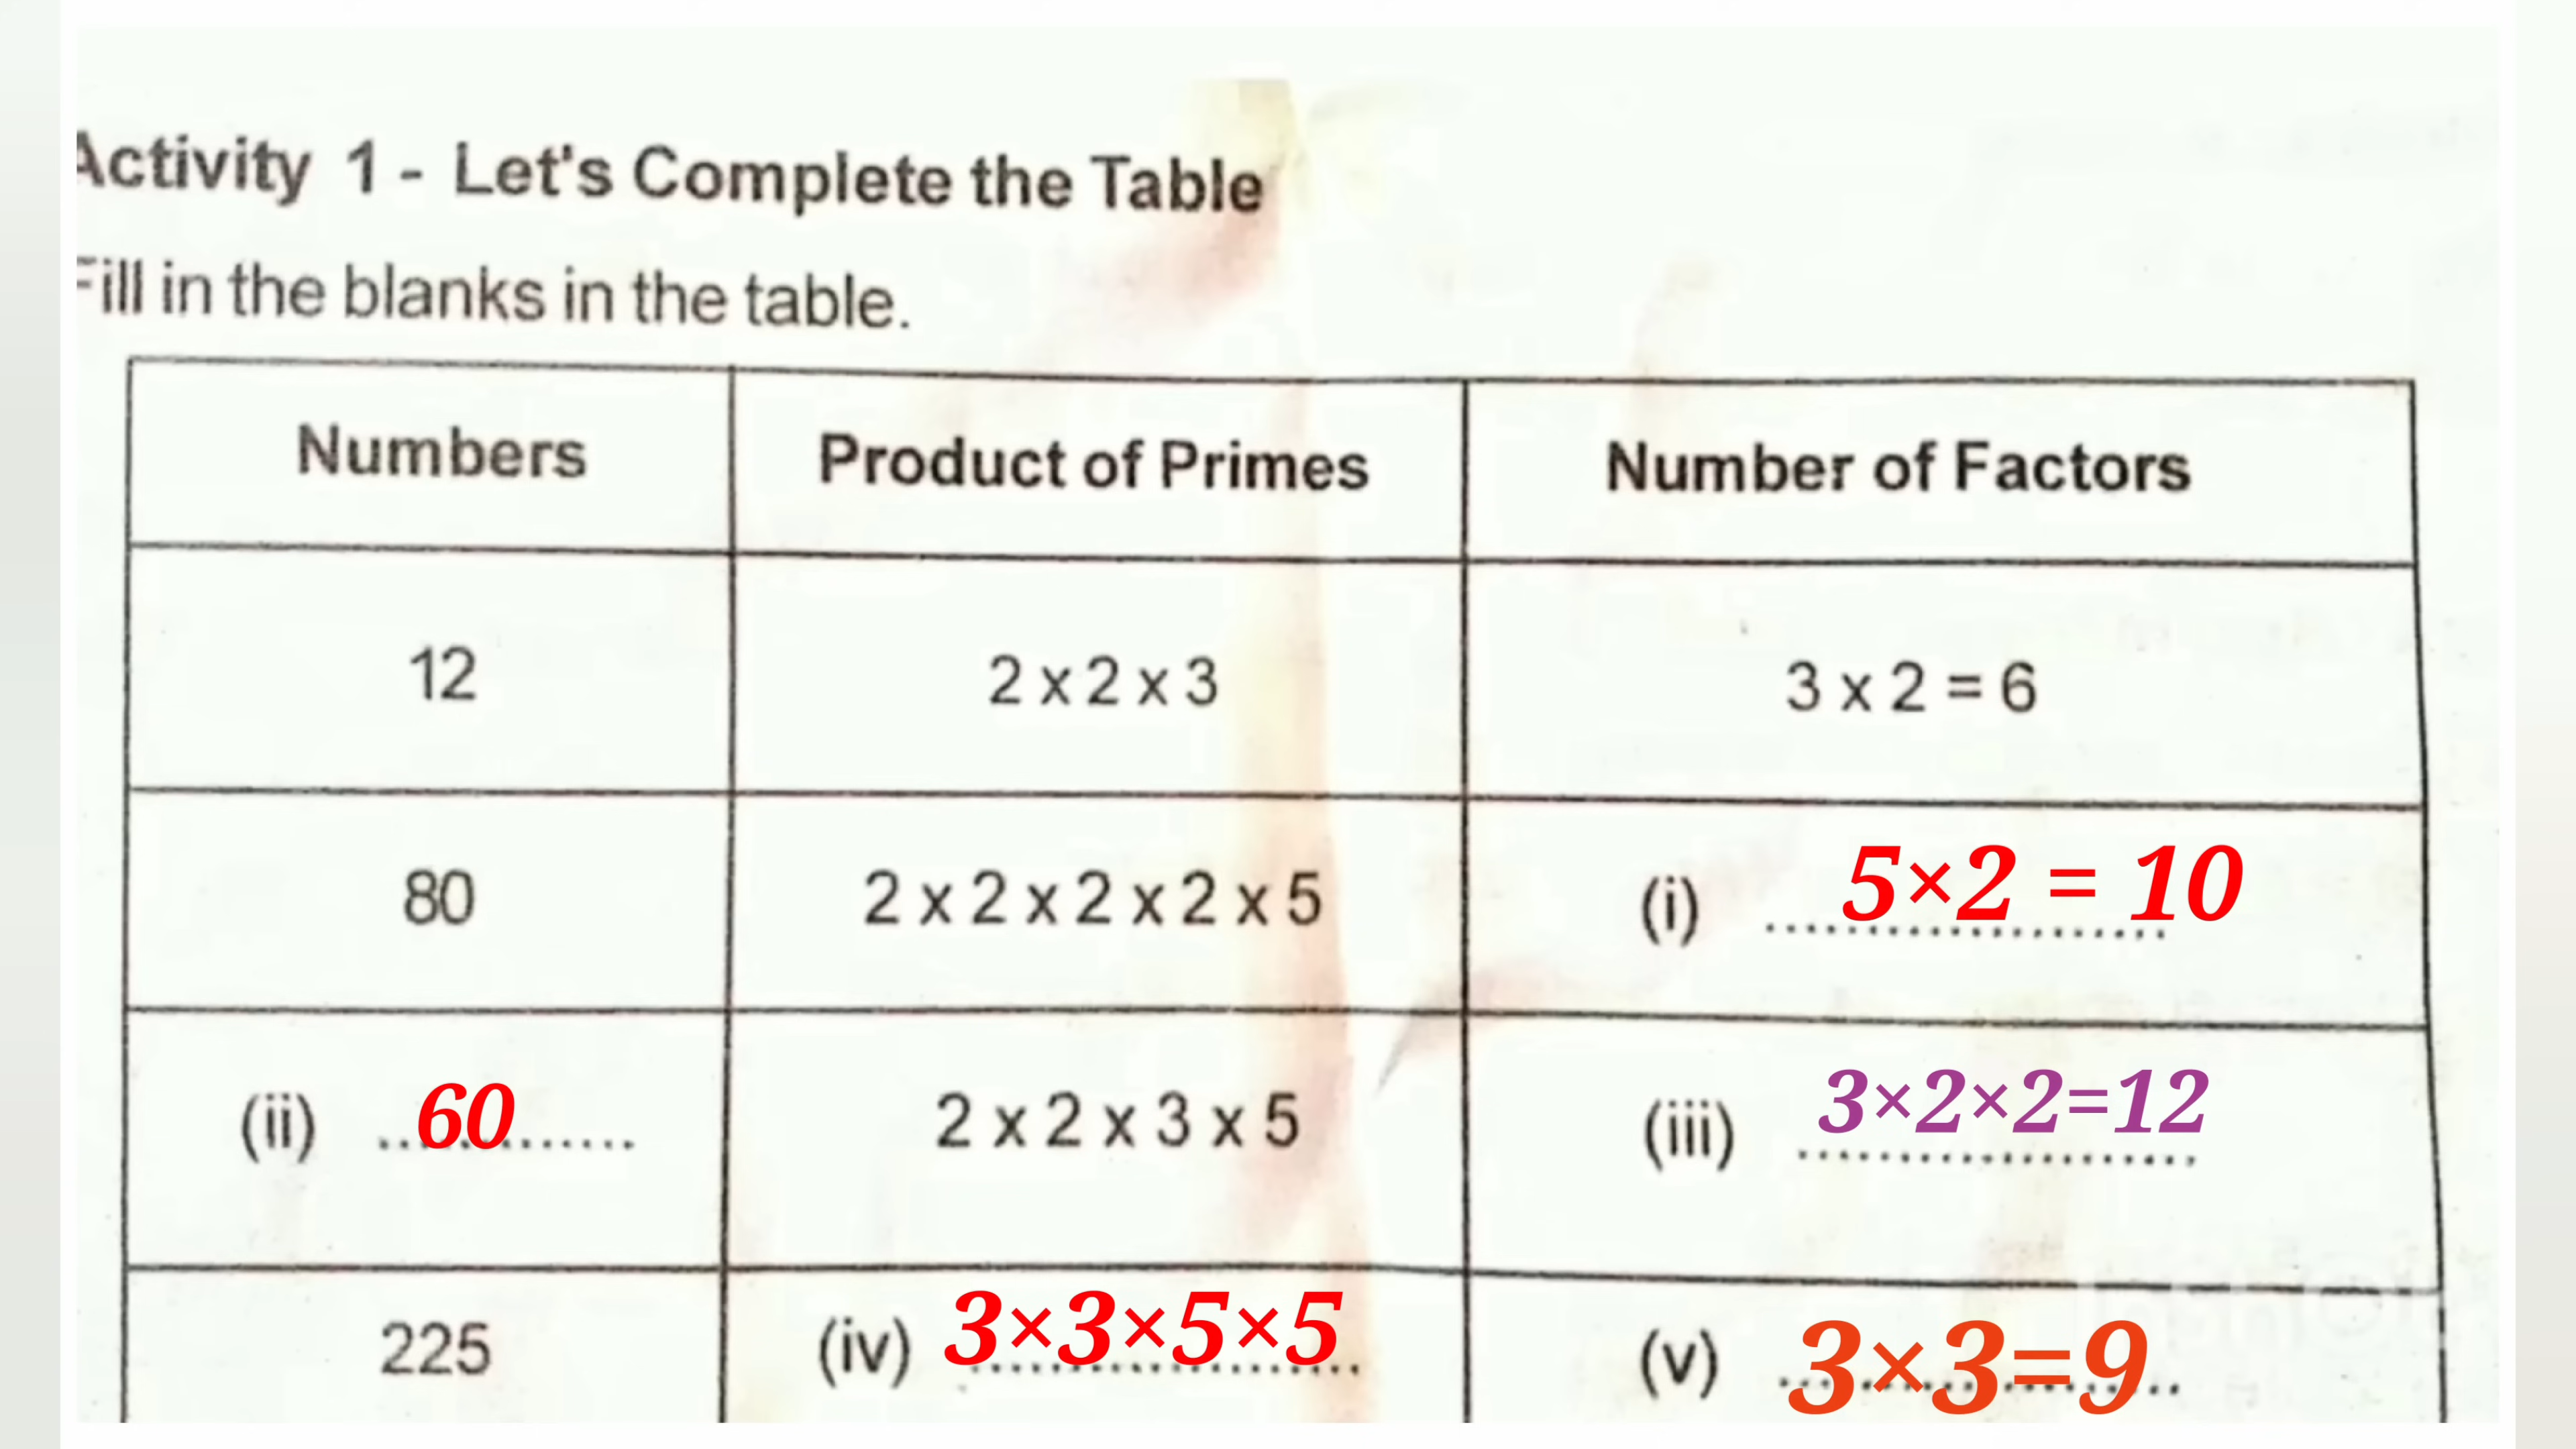 Activity 1 - Let's Complete the Table
Fill in the blanks in the table.
Numbers Product of Primes Number of Factors
12 2 x 2 x 3 3 x 2 = 6
80 2 x 2 x 2 x 2 x 5 (i) .................... 5×2 = 10
(ii) ............. 60 2 x 2 x 3 x 5 (iii) .................... 3×2×2=12
225 (iv) .................... 3×3×5×5 (v) .................... 3×3=9